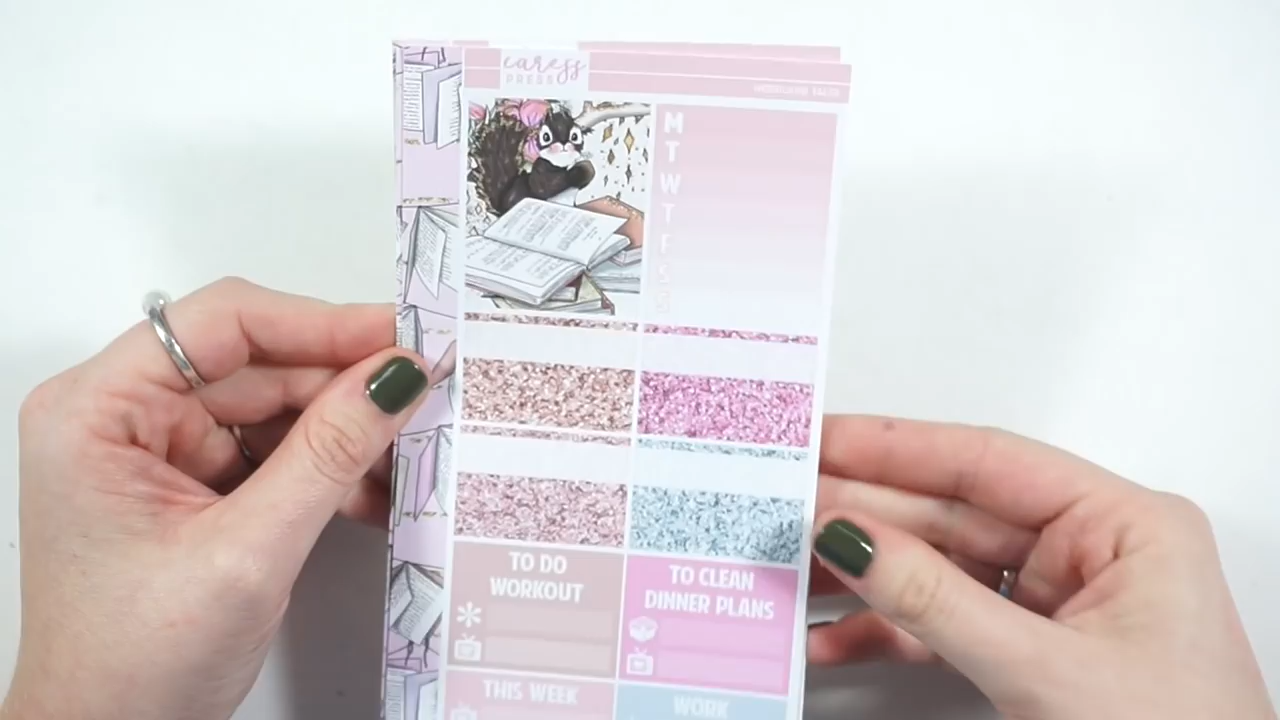 caress
PRESS
M
T
W
T
F
S
S
TO DO
WORKOUT
TO CLEAN
DINNER PLANS
THIS WEEK
WORK